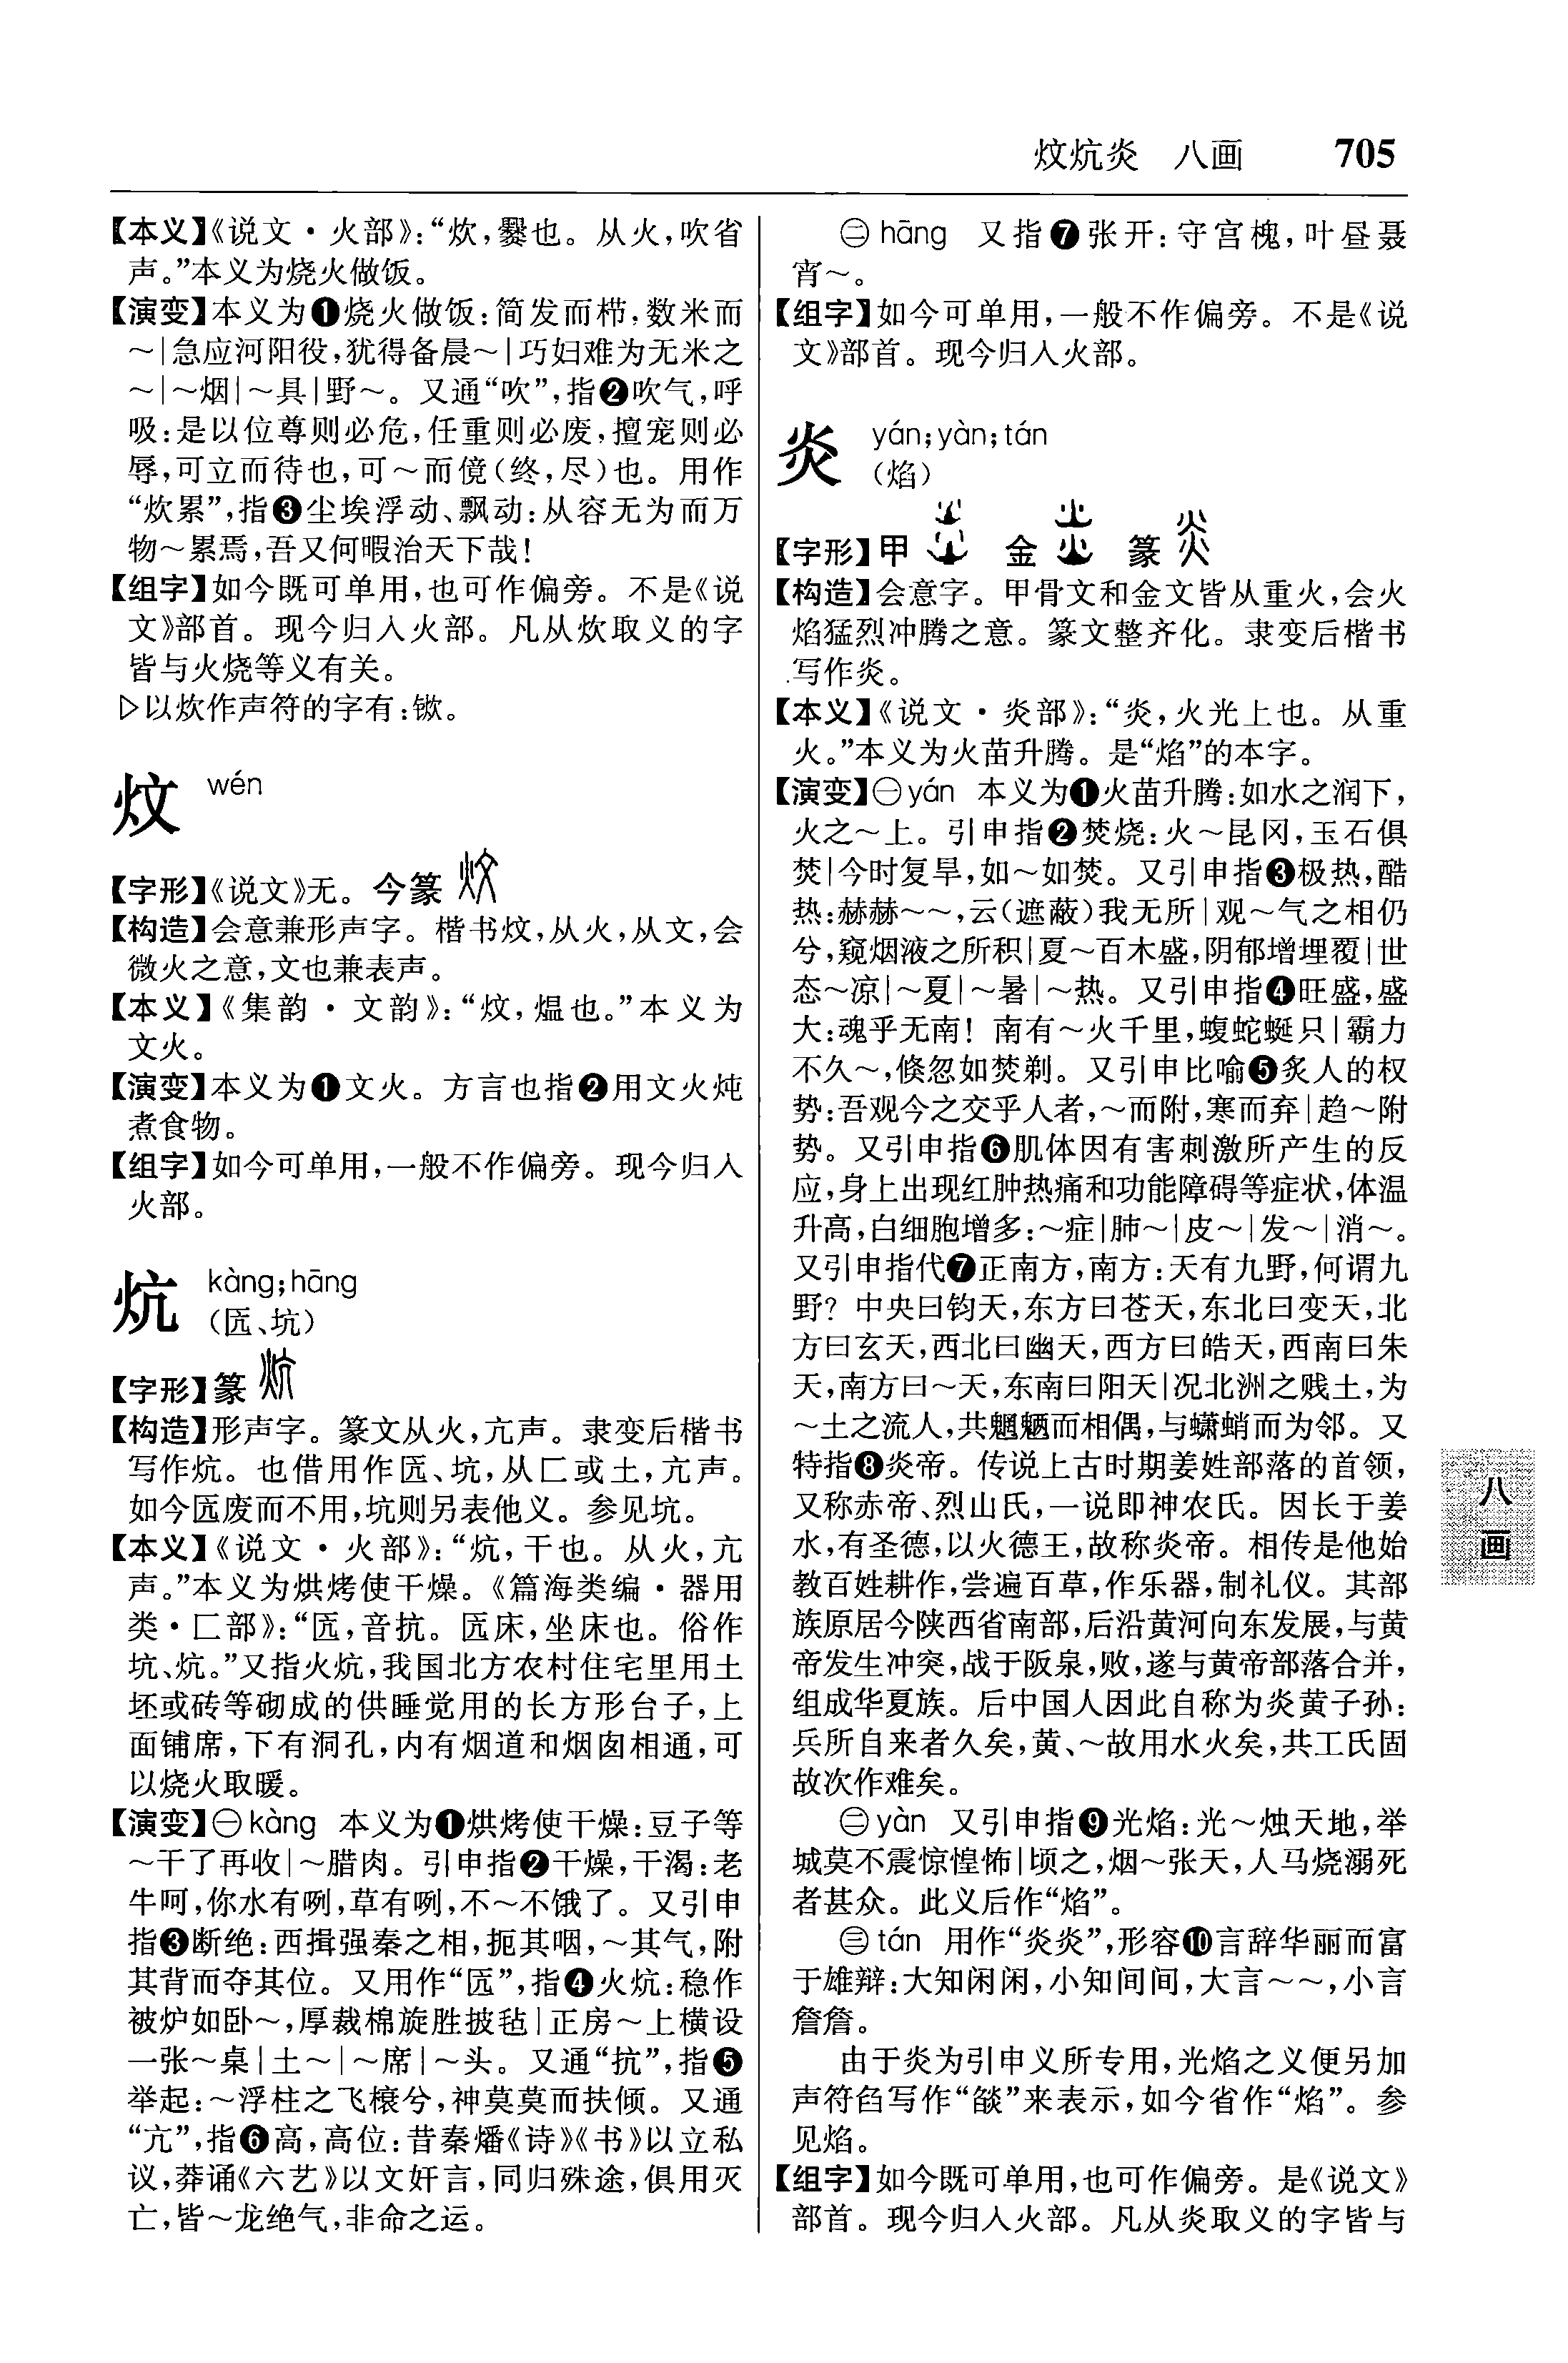 炆炕炎 八画 705
【本义】《说文·火部》：“炊，爨也。从火，吹省
声。”本义为烧火做饭。
【演变】本义为❶烧火做饭：简发而栉，数米而
～|急应河阳役，犹得备晨～|巧妇难为无米之
～|～烟|～具|野～。又通“吹”，指❷吹气，呼
吸：是以位尊则必危，任重则必废，擅宠则必
辱，可立而待也，可～而傹（终，尽）也。用作
“炊累”，指❸尘埃浮动、飘动：从容无为而万
物～累焉，吾又何暇治天下哉！
【组字】如今既可单用，也可作偏旁。不是《说
文》部首。现今归入火部。凡从炊取义的字
皆与火烧等义有关。
▷以炊作声符的字有：锨。
炆 wén
【字形】《说文》无。今篆
【构造】会意兼形声字。楷书炆，从火，从文，会
微火之意，文也兼表声。
【本义】《集韵·文韵》：“炆，煴也。”本义为
文火。
【演变】本义为❶文火。方言也指❷用文火炖
煮食物。
【组字】如今可单用，一般不作偏旁。现今归入
火部。
炕 kàng；hāng
（匟、坑）
【字形】篆
【构造】形声字。篆文从火，亢声。隶变后楷书
写作炕。也借用作匟、坑，从匚或土，亢声。
如今匟废而不用，坑则另表他义。参见坑。
【本义】《说文·火部》：“炕，干也。从火，亢
声。”本义为烘烤使干燥。《篇海类编·器用
类·匚部》：“匟，音抗。匟床，坐床也。俗作
坑、炕。”又指火炕，我国北方农村住宅里用土
坯或砖等砌成的供睡觉用的长方形台子，上
面铺席，下有洞孔，内有烟道和烟囱相通，可
以烧火取暖。
【演变】㊀kàng 本义为❶烘烤使干燥：豆子等
～干了再收|～腊肉。引申指❷干燥，干渴：老
牛呵，你水有咧，草有咧，不～不饿了。又引申
指❸断绝：西揖强秦之相，扼其咽，～其气，附
其背而夺其位。又用作“匟”，指❹火炕：稳作
被炉如卧～，厚裁棉旋胜披毡|正房～上横设
一张～桌|土～|～席|～头。又通“抗”，指❺
举起：～浮柱之飞榱兮，神莫莫而扶倾。又通
“亢”，指❻高，高位：昔秦燔《诗》《书》以立私
议，莽诵《六艺》以文奸言，同归殊途，俱用灭
亡，皆～龙绝气，非命之运。
㊁hāng 又指❼张开：守宫槐，叶昼聂
宵～。
【组字】如今可单用，一般不作偏旁。不是《说
文》部首。现今归入火部。
炎 yán；yàn；tán
（焰）
【字形】甲 金 篆
【构造】会意字。甲骨文和金文皆从重火，会火
焰猛烈冲腾之意。篆文整齐化。隶变后楷书
写作炎。
【本义】《说文·炎部》：“炎，火光上也。从重
火。”本义为火苗升腾。是“焰”的本字。
【演变】㊀yán 本义为❶火苗升腾：如水之润下，
火之～上。引申指❷焚烧：火～昆冈，玉石俱
焚|今时复旱，如～如焚。又引申指❸极热，酷
热：赫赫～～，云（遮蔽）我无所|观～气之相仍
兮，窥烟液之所积|夏～百木盛，阴郁增埋覆|世
态～凉|～夏|～暑|～热。又引申指❹旺盛，盛
大：魂乎无南！南有～火千里，蝮蛇蜒只|霸力
不久～，倏忽如焚剃。又引申比喻❺炙人的权
势：吾观今之交乎人者，～而附，寒而弃|趋～附
势。又引申指❻肌体因有害刺激所产生的反
应，身上出现红肿热痛和功能障碍等症状，体温
升高，白细胞增多：～症|肺～|皮～|发～|消～。
又引申指代❼正南方，南方：天有九野，何谓九
野？中央曰钧天，东方曰苍天，东北曰变天，北
方曰玄天，西北曰幽天，西方曰皓天，西南曰朱
天，南方曰～天，东南曰阳天|况北洲之贱土，为
～土之流人，共魍魉而相偶，与蟏蛸而为邻。又
特指❽炎帝。传说上古时期姜姓部落的首领，
又称赤帝、烈山氏，一说即神农氏。因长于姜
水，有圣德，以火德王，故称炎帝。相传是他始
教百姓耕作，尝遍百草，作乐器，制礼仪。其部
族原居今陕西省南部，后沿黄河向东发展，与黄
帝发生冲突，战于阪泉，败，遂与黄帝部落合并，
组成华夏族。后中国人因此自称为炎黄子孙：
兵所自来者久矣，黄、～故用水火矣，共工氏固
故次作难矣。
㊁yàn 又引申指❾光焰：光～烛天地，举
城莫不震惊惶怖|顷之，烟～张天，人马烧溺死
者甚众。此义后作“焰”。
㊂tán 用作“炎炎”，形容❿言辞华丽而富
于雄辩：大知闲闲，小知间间，大言～～，小言
詹詹。
由于炎为引申义所专用，光焰之义便另加
声符臽写作“燄”来表示，如今省作“焰”。参
见焰。
【组字】如今既可单用，也可作偏旁。是《说文》
部首。现今归入火部。凡从炎取义的字皆与
八画